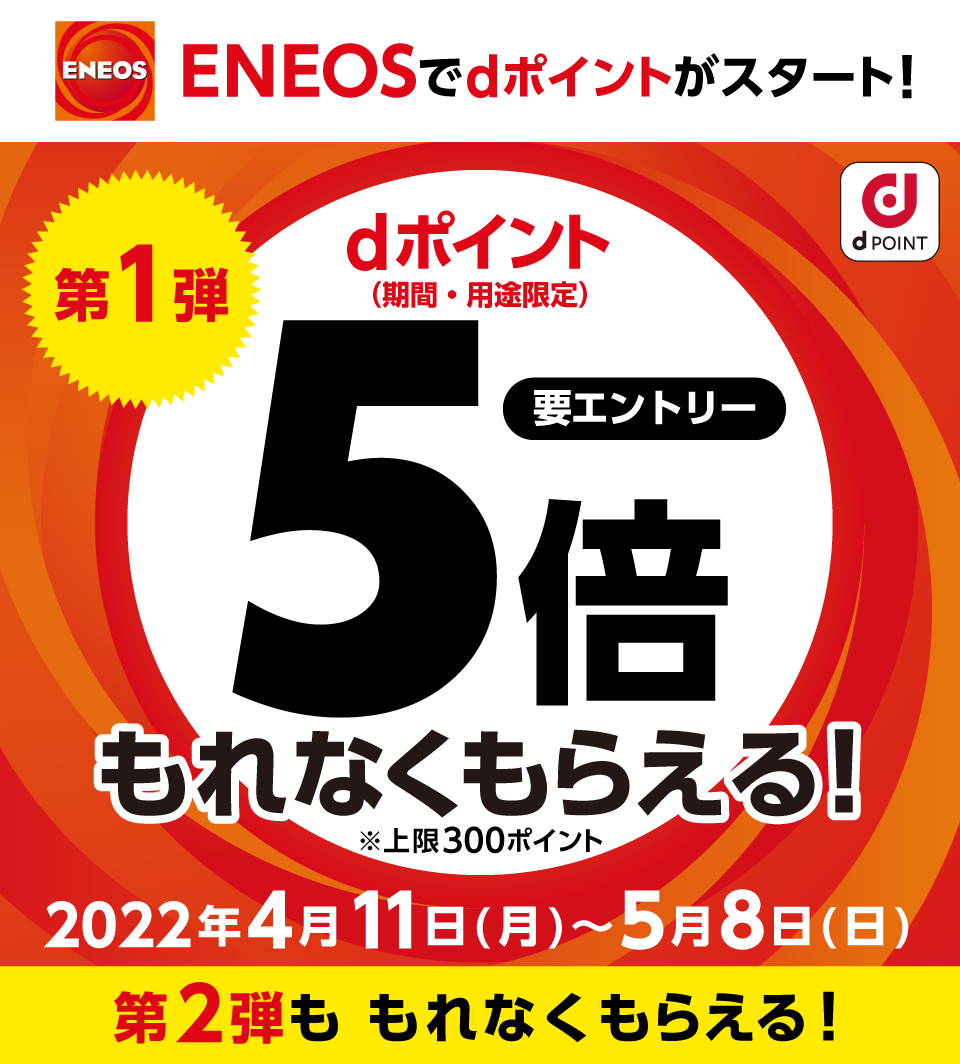 ENEOS
ENEOSでdポイントがスタート!
d POINT
第1弾
dポイント
(期間・用途限定)
5倍
要エントリー
もれなくもらえる!
※上限300ポイント
2022年4月11日(月)～5月8日(日)
第2弾も もれなくもらえる!